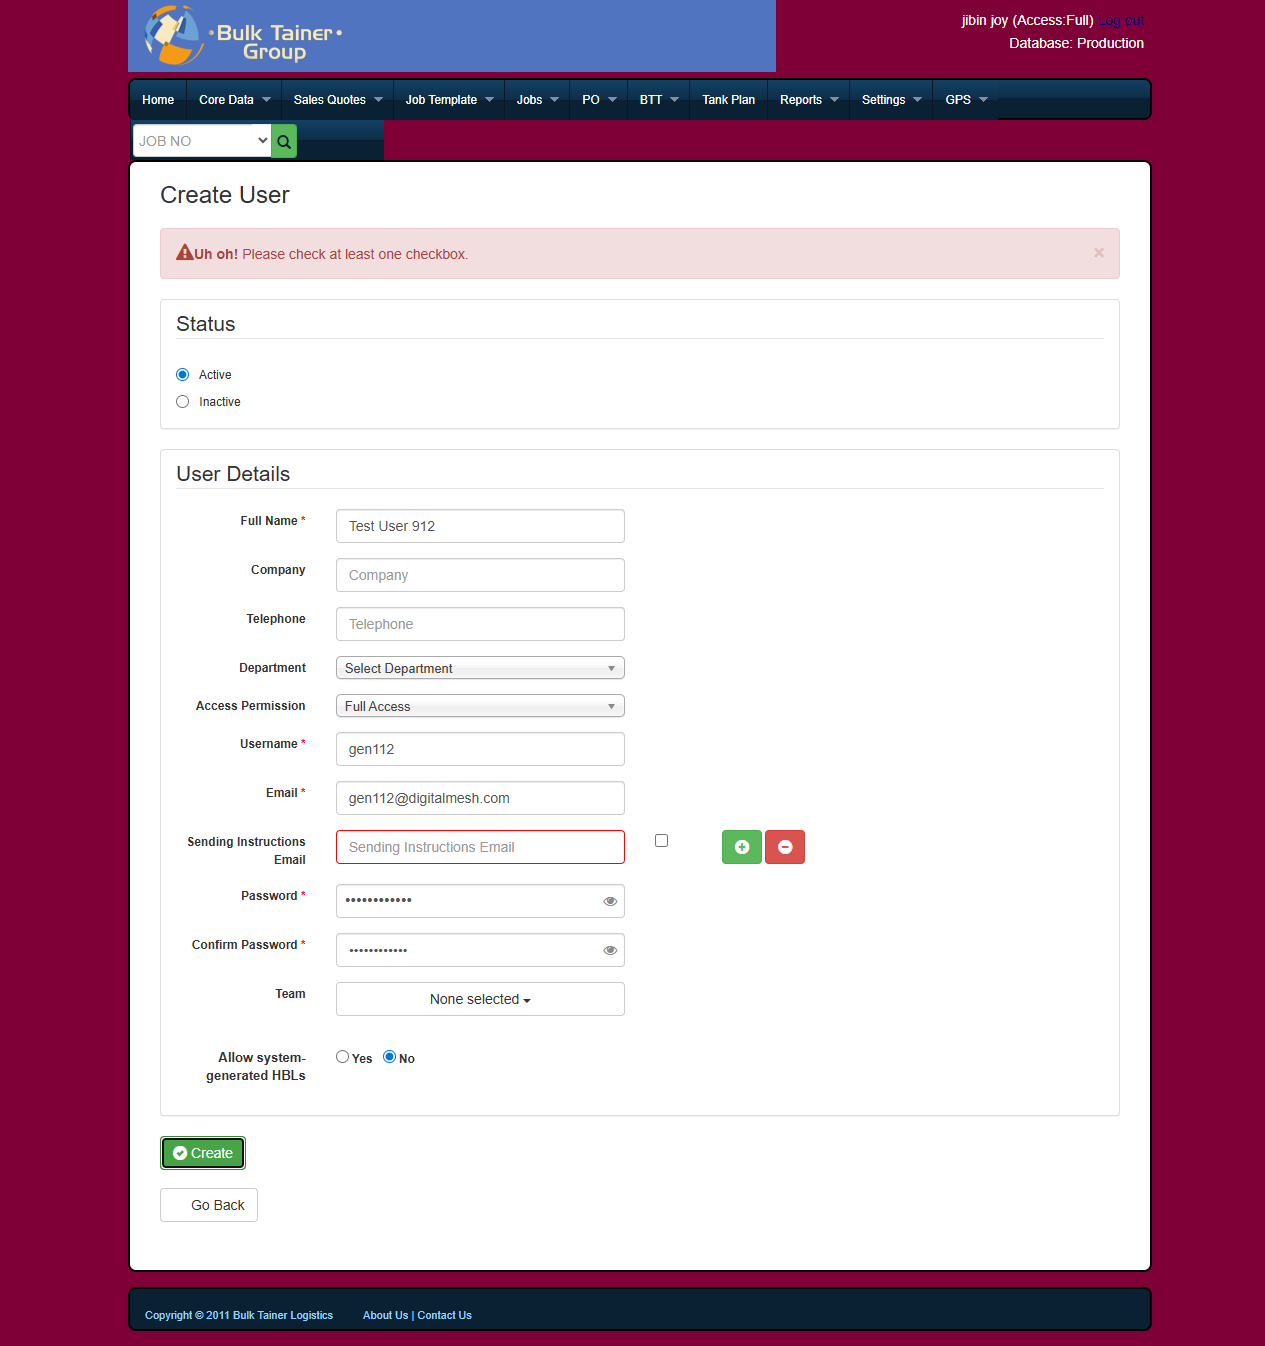 Bulk Tainer
Group
jibin joy (Access:Full) Log out
Database: Production
Home Core Data Sales Quotes Job Template Jobs PO BTT Tank Plan Reports Settings GPS
JOB NO
Create User
Uh oh! Please check at least one checkbox.
×
Status
Active
Inactive
User Details
Full Name * Test User 912
Company Company
Telephone Telephone
Department Select Department
Access Permission Full Access
Username * gen112
Email * gen112@digitalmesh.com
Sending Instructions
Email
Sending Instructions Email
Password * ••••••••••••
Confirm Password * ••••••••••••
Team None selected
Allow system-
generated HBLs
Yes No
Create
Go Back
Copyright © 2011 Bulk Tainer Logistics About Us | Contact Us